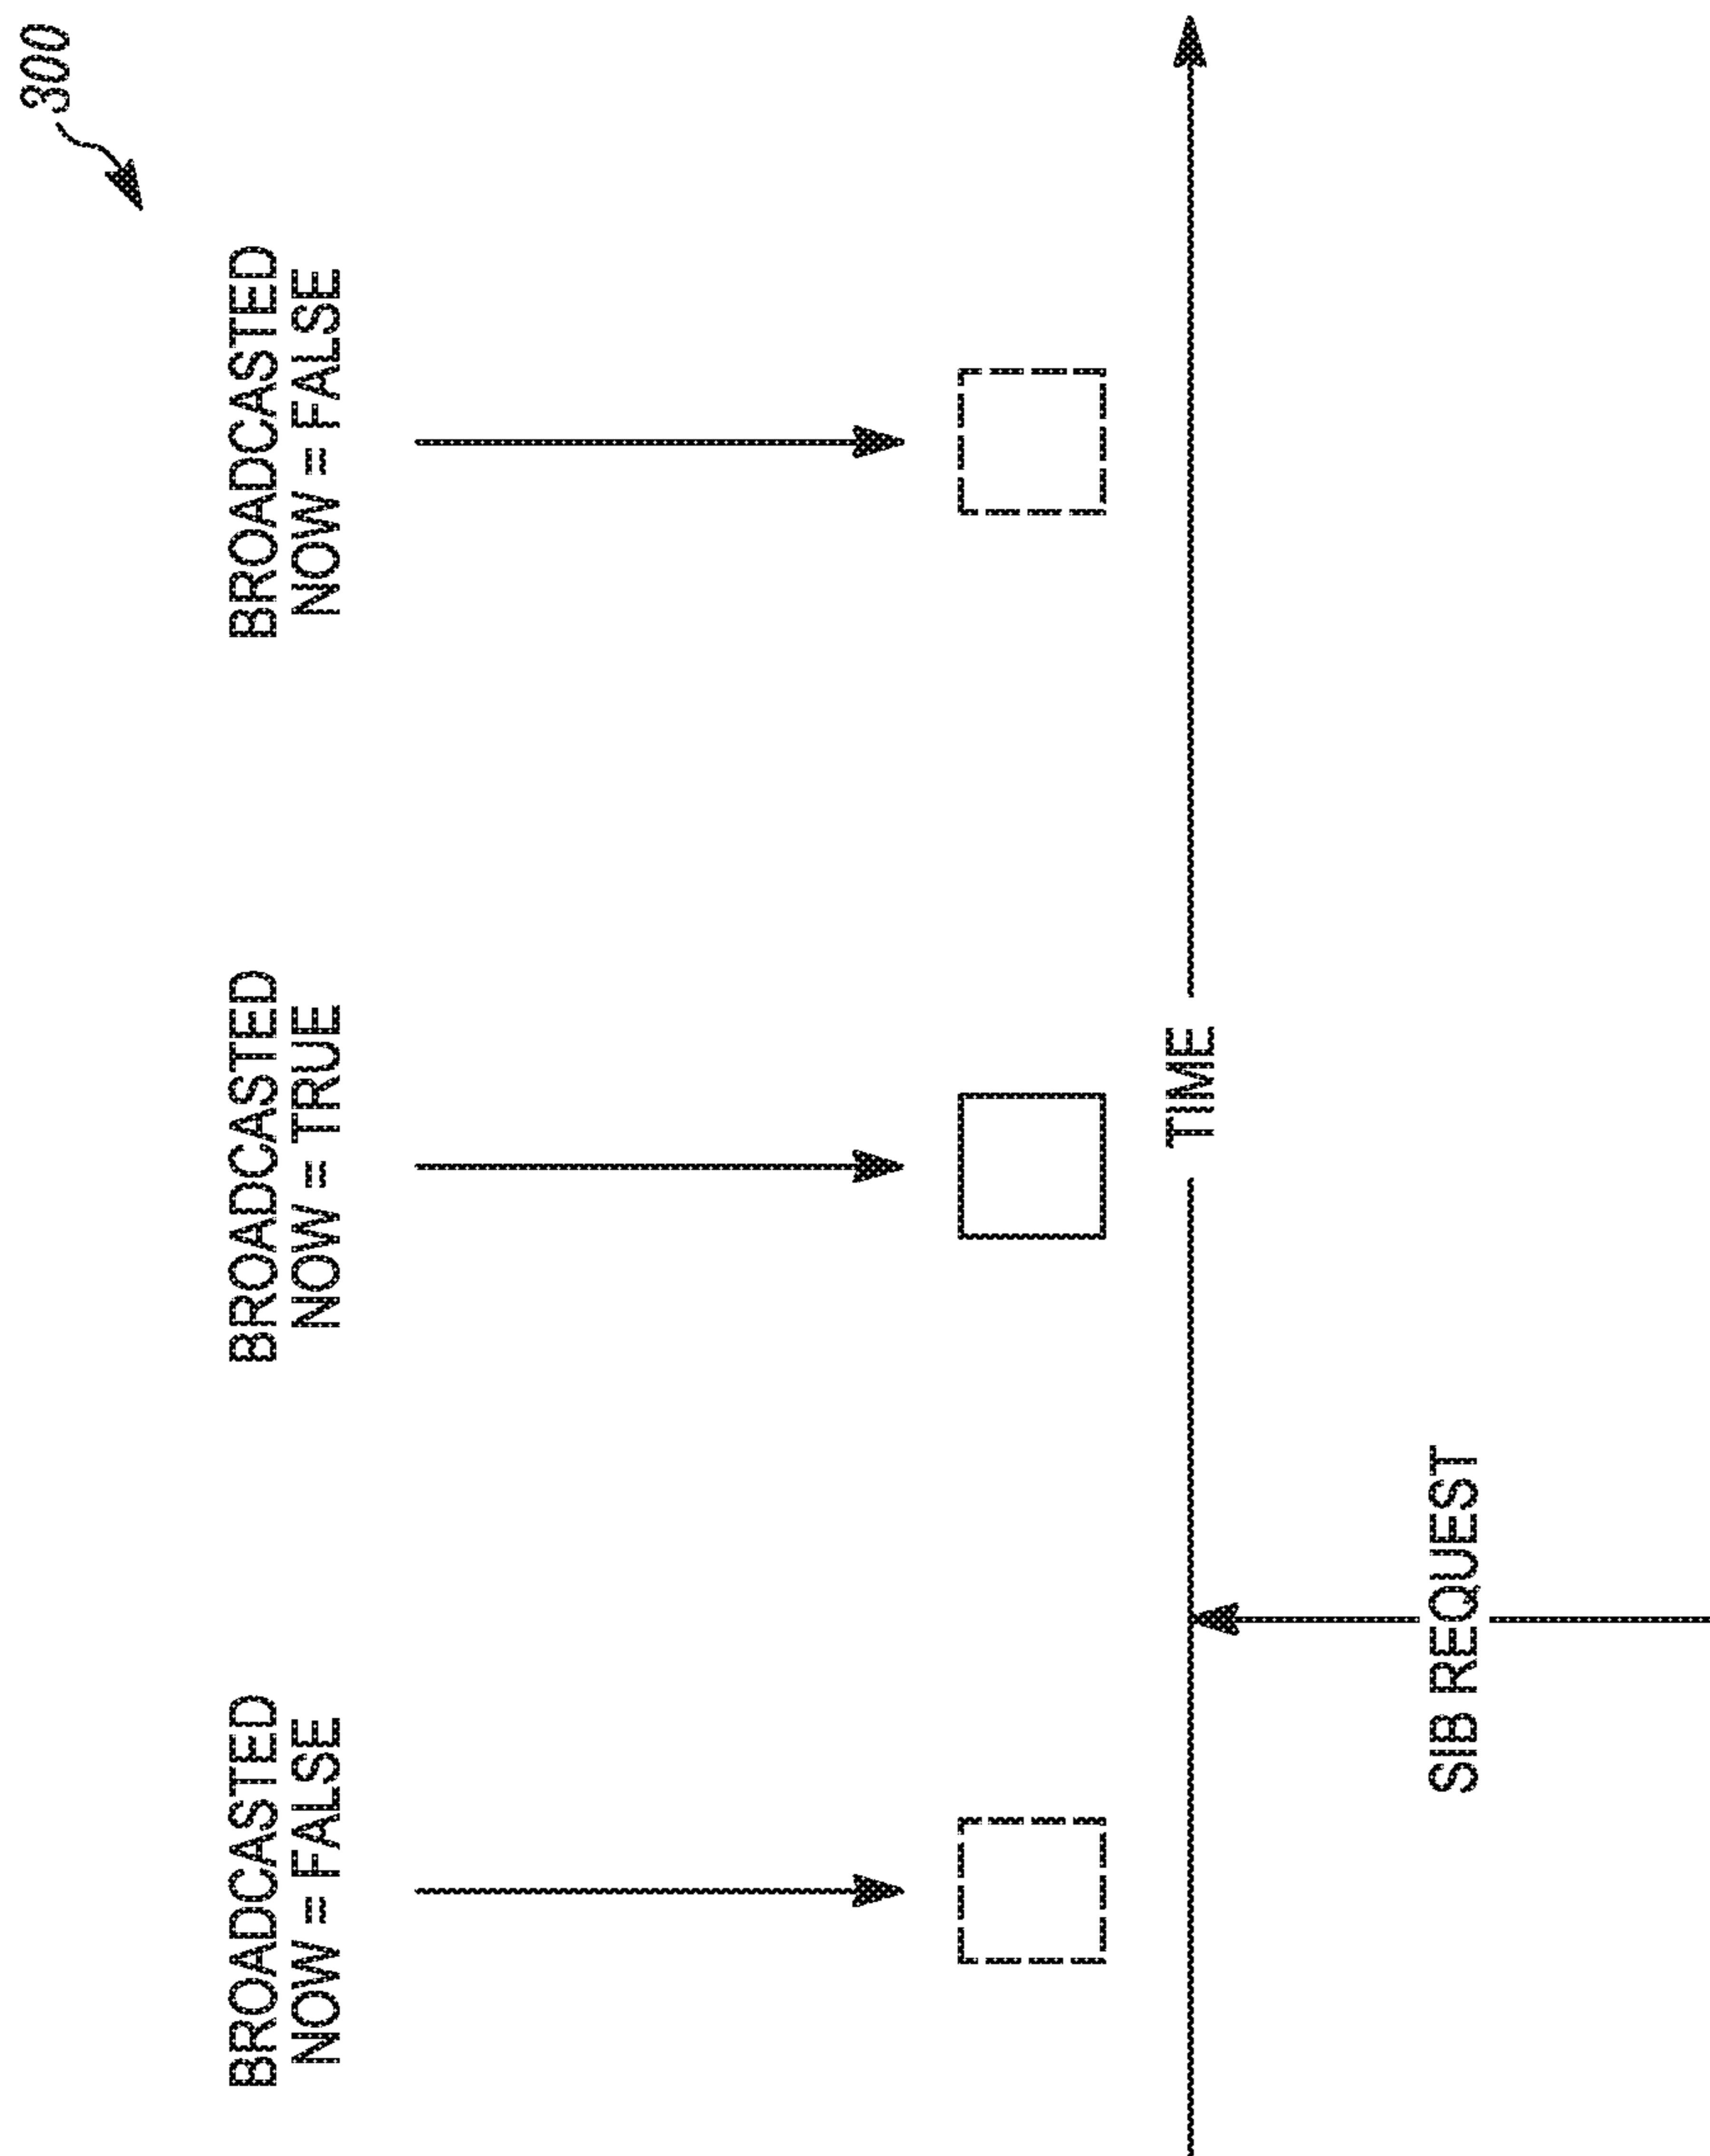 300
BROADCASTED
NOW = FALSE
BROADCASTED
NOW = TRUE
BROADCASTED
NOW = FALSE
TIME
SIB REQUEST